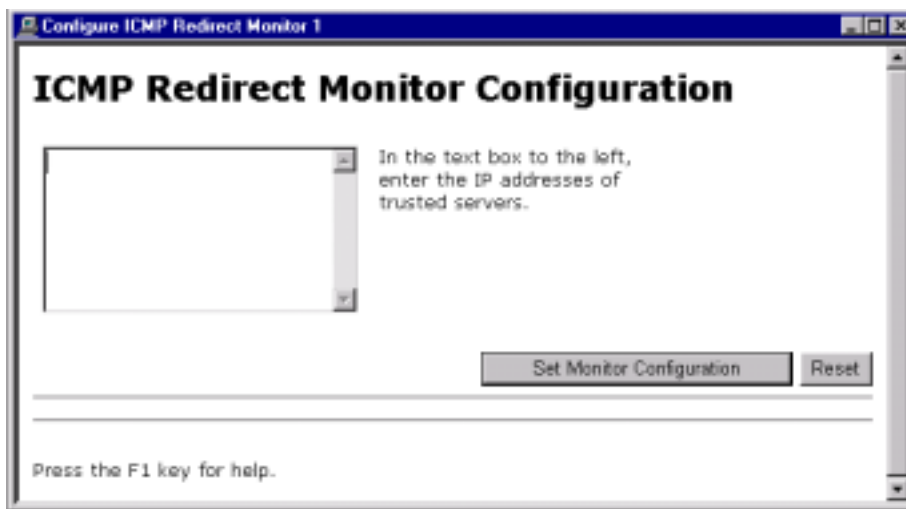 Configure ICMP Redirect Monitor 1
ICMP Redirect Monitor Configuration
In the text box to the left,
enter the IP addresses of
trusted servers.
Set Monitor Configuration
Reset
Press the F1 key for help.